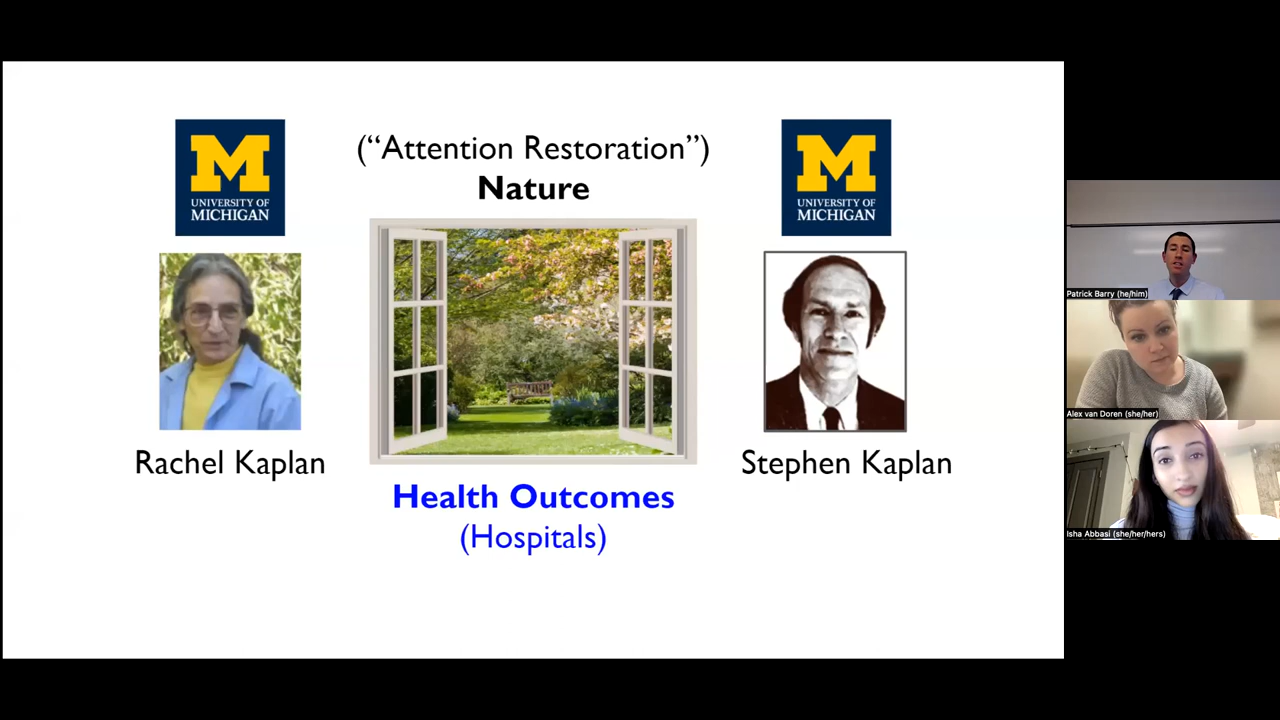 M
UNIVERSITY OF
MICHIGAN
("Attention Restoration")
Nature
M
UNIVERSITY OF
MICHIGAN
Rachel Kaplan
Stephen Kaplan
Health Outcomes
(Hospitals)
Patrick Barry (he/him)
Alex van Doren (she/her)
Isha Abbasi (she/her/hers)